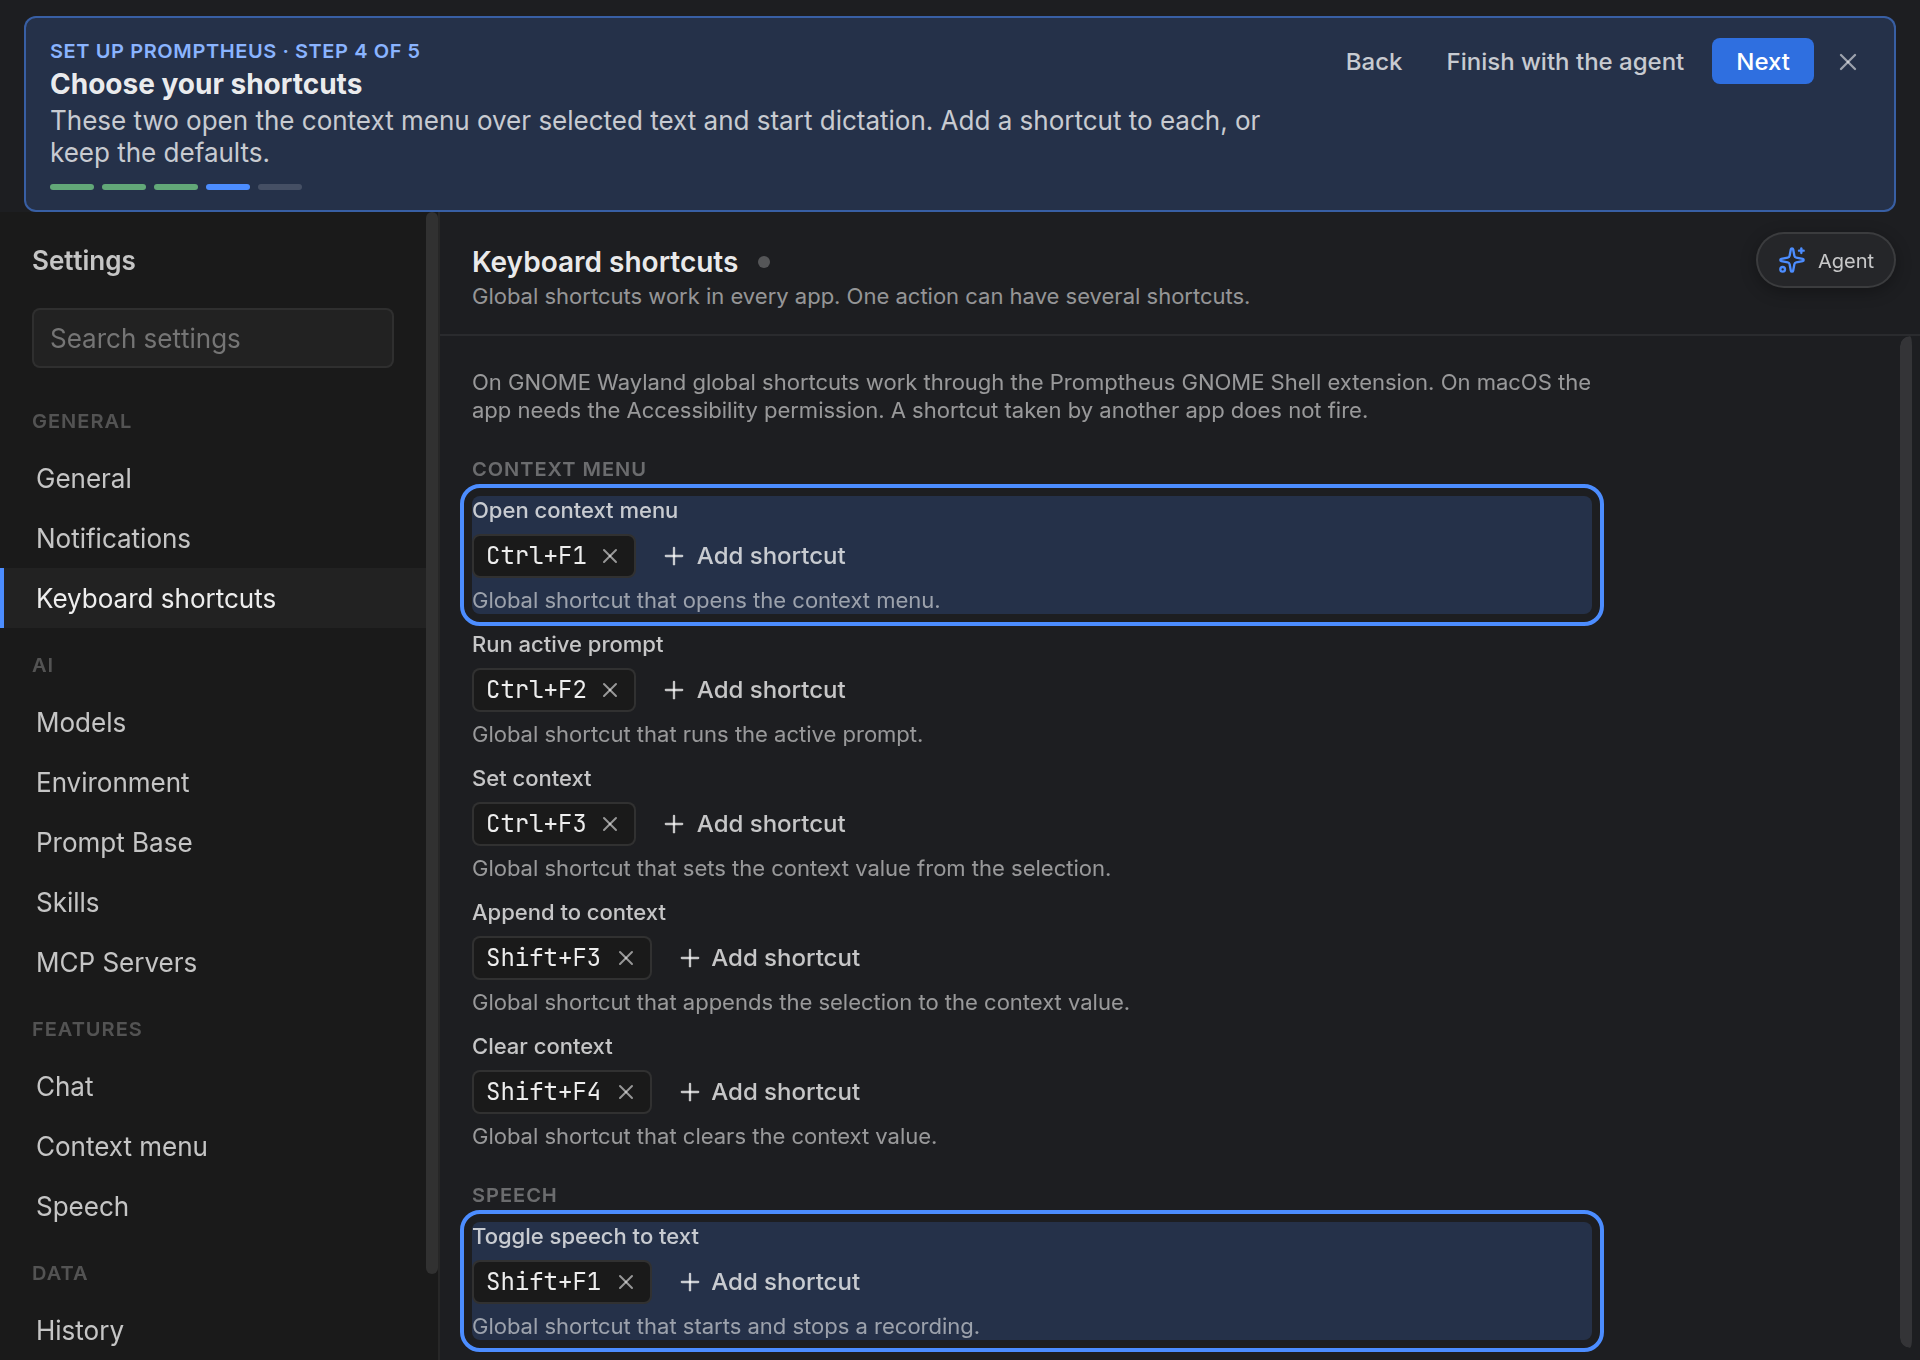 SET UP PROMPTHEUS · STEP 4 OF 5
Choose your shortcuts
These two open the context menu over selected text and start dictation. Add a shortcut to each, or
keep the defaults.
Back
Finish with the agent
Next
Settings
Search settings
GENERAL
General
Notifications
Keyboard shortcuts
AI
Models
Environment
Prompt Base
Skills
MCP Servers
FEATURES
Chat
Context menu
Speech
DATA
History
Keyboard shortcuts
Global shortcuts work in every app. One action can have several shortcuts.
Agent
On GNOME Wayland global shortcuts work through the Promptheus GNOME Shell extension. On macOS the
app needs the Accessibility permission. A shortcut taken by another app does not fire.
CONTEXT MENU
Open context menu
Ctrl+F1 Add shortcut
Global shortcut that opens the context menu.
Run active prompt
Ctrl+F2 Add shortcut
Global shortcut that runs the active prompt.
Set context
Ctrl+F3 Add shortcut
Global shortcut that sets the context value from the selection.
Append to context
Shift+F3 Add shortcut
Global shortcut that appends the selection to the context value.
Clear context
Shift+F4 Add shortcut
Global shortcut that clears the context value.
SPEECH
Toggle speech to text
Shift+F1 Add shortcut
Global shortcut that starts and stops a recording.